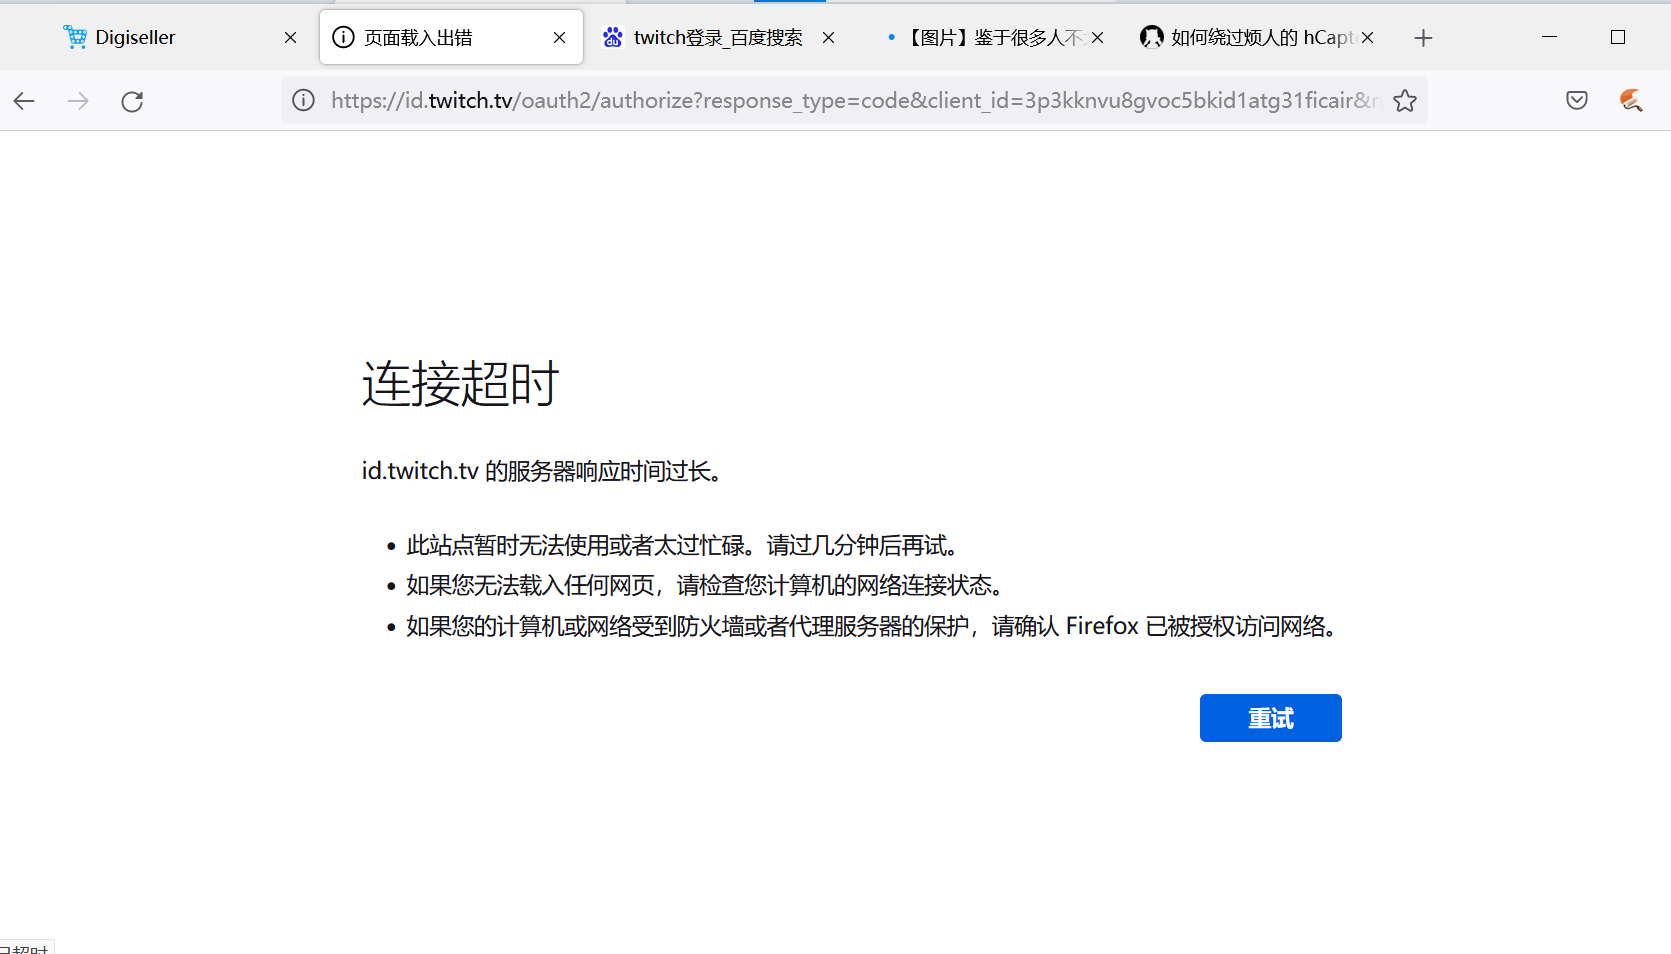 Digiseller
页面载入出错
twitch登录_百度搜索
【图片】鉴于很多人不
如何绕过烦人的 hCapt
https://id.twitch.tv/oauth2/authorize?response_type=code&client_id=3p3kknvu8gvoc5bkid1atg31ficair&
连接超时
id.twitch.tv 的服务器响应时间过长。
此站点暂时无法使用或者太过忙碌。请过几分钟后再试。
如果您无法载入任何网页，请检查您计算机的网络连接状态。
如果您的计算机或网络受到防火墙或者代理服务器的保护，请确认 Firefox 已被授权访问网络。
重试